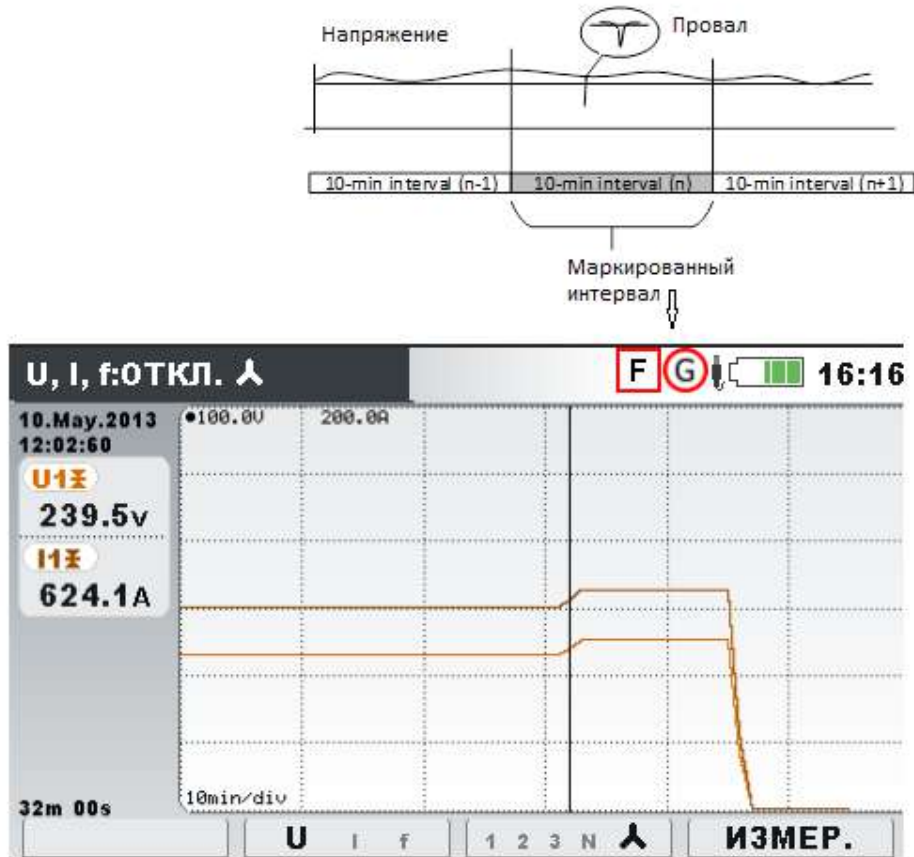 Напряжение
Провал
10-min interval (n-1) 10-min interval (n) 10-min interval (n+1)
Маркированный
интервал
U, I, f:ОТКЛ.
F G 16:16
10.May.2013
12:02:60
100.0V 200.0A
U1
239.5v
I1
624.1A
32m 00s
10min/div
U I f 1 2 3 N ИЗМЕР.